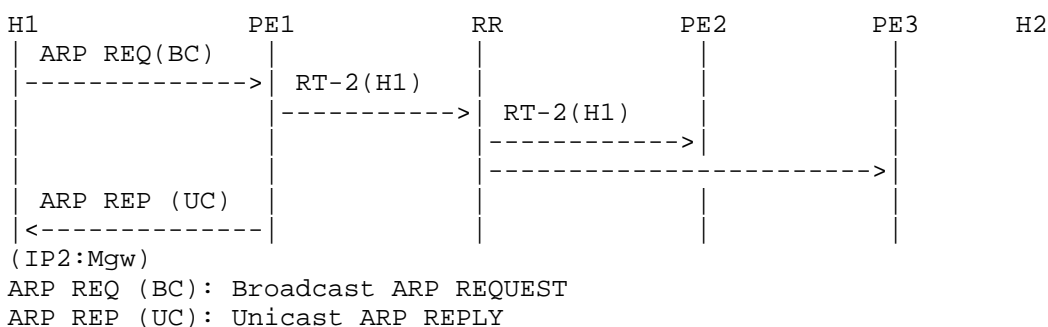 H1 PE1 RR PE2 PE3 H2
ARP REQ(BC)
RT-2(H1)
RT-2(H1)
ARP REP (UC)
(IP2:Mgw)
ARP REQ (BC): Broadcast ARP REQUEST
ARP REP (UC): Unicast ARP REPLY